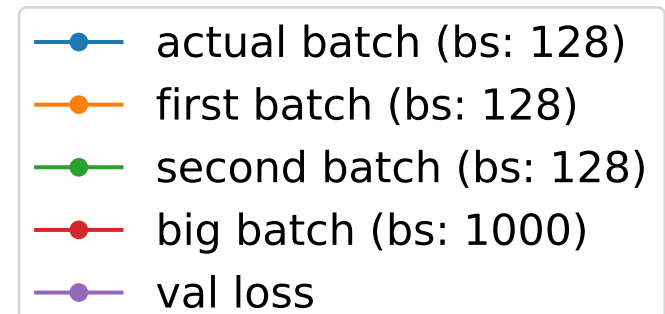 actual batch (bs: 128)
first batch (bs: 128)
second batch (bs: 128)
big batch (bs: 1000)
val loss